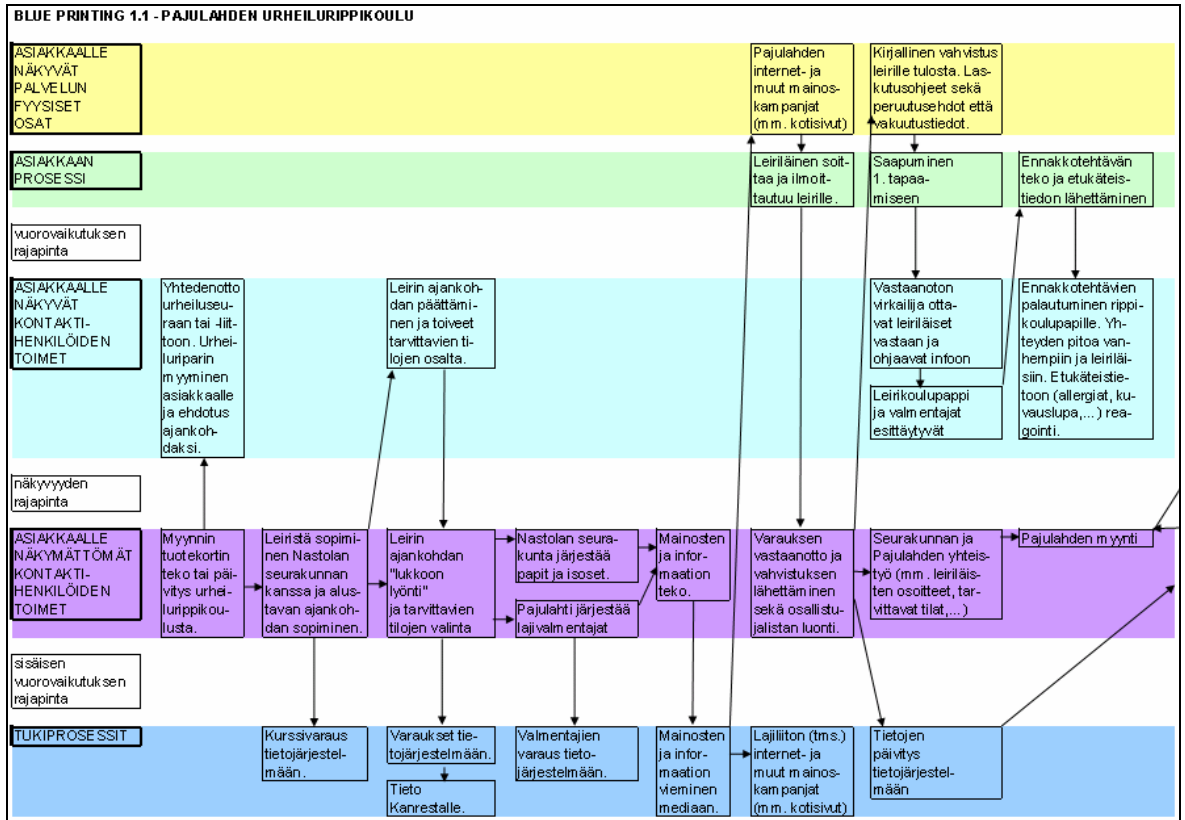 BLUE PRINTING 1.1 - PAJULAHDEN URHEILURIPPIKOULU
ASIAKKAALLE
NÄKYVÄT
PALVELUN
FYYSISET
OSAT
Pajulahden
internet- ja
muut mainos-
kampanjat
(mm. kotisivut)
Kirjallinen vahvistus
leirille tulosta. Las-
kutusohjeet sekä
peruutusehdot että
vakuutustiedot.
ASIAKKAAN
PROSESSI
Leiriläinen soit-
taa ja ilmoit-
tautuu leirille.
Saapuminen
1. tapaa-
miseen
Ennakkotehtävän
teko ja etukäteis-
tiedon lähettäminen
vuorovaikutuksen
rajapinta
ASIAKKAALLE
NÄKYVÄT
KONTAKTI-
HENKILÖIDEN
TOIMET
Yhtedenotto
urheiluseu-
raan tai -liit-
toon. Urhei-
luriparin
myyminen
asiakkaalle
ja ehdotus
ajankoh-
daksi.
Leirin ajankoh-
dan päättämi-
nen ja toiveet
tarvittavien ti-
lojen osalta.
Vastaanoton
virkailija otta-
vat leiriläiset
vastaan ja
ohjaavat infoon
Leirikoulupappi
ja valmentajat
esittäytyvät
Ennakkotehtävien
palautuminen rippi-
koulupapille. Yh-
teyden pitoa van-
hempiin ja leiriläi-
siin. Etukäteistie-
toon (allergiat, ku-
vauslupa,...) rea-
gointi.
näkyvyyden
rajapinta
ASIAKKAALLE
NÄKYMÄTTÖMÄT
KONTAKTI-
HENKILÖIDEN
TOIMET
Myynnin
tuotekortin
teko tai päi-
vitys urhei-
lurippikou-
lusta.
Leiristä sopimi-
nen Nastolan
seurakunnan
kanssa ja alus-
tavan ajankoh-
dan sopiminen.
Leirin
ajankohdan
"lukkoon
lyönti"
ja tarvittavien
tilojen valinta
Nastolan seura-
kunta järjestää
papit ja isoset.
Pajulahti järjestää
lajivalmentajat
Mainosten
ja infor-
maation
teko.
Varauksen
vastaanotto ja
vahvistuksen
lähettäminen
sekä osallistu-
jalistan luonti.
Seurakunnan ja
Pajulahden yhteis-
työ (mm. leiriläis-
ten osoitteet, tar-
vittavat tilat,...)
Pajulahden myynti
sisäisen
vuorovaikutuksen
rajapinta
TUKIPROSESSIT
Kurssivaraus
tietojärjestel-
mään.
Varaukset tie-
tojärjestelmään.
Tieto
Kanrestalle.
Valmentajien
varaus tieto-
järjestelmään.
Mainosten
ja infor-
maation
vieminen
mediaan.
Lajiliiton (tms.)
internet- ja
muut mainos-
kampanjat
(mm. kotisivut)
Tietojen
päivitys
tietojärjestel-
mään